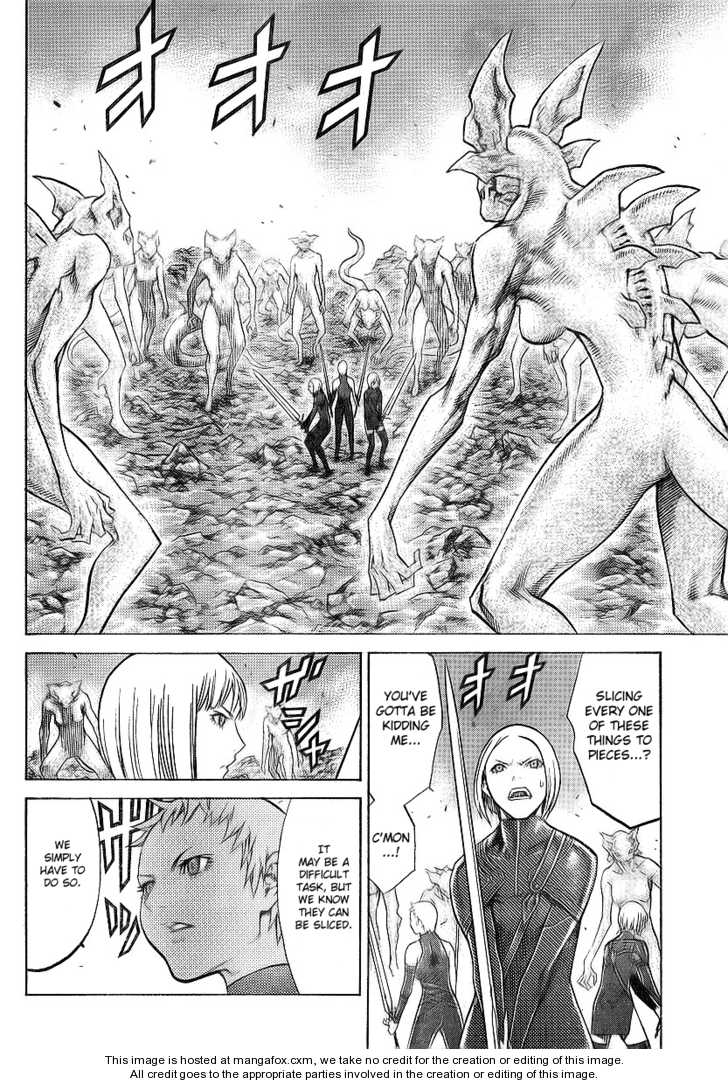 オ オ オ
SLICING
EVERY ONE
OF THESE
THINGS TO
PIECES...?
YOU'VE
GOTTA BE
KIDDING
ME...
C'MON
...!
オ オ
IT
MAY BE A
DIFFICULT
TASK, BUT
WE KNOW
THEY CAN
BE SLICED.
WE
SIMPLY
HAVE TO
DO SO.
This image is hosted at mangafox.cxm, we take no credit for the creation or editing of this image.
All credit goes to the appropriate parties involved in the creation or editing of this image.